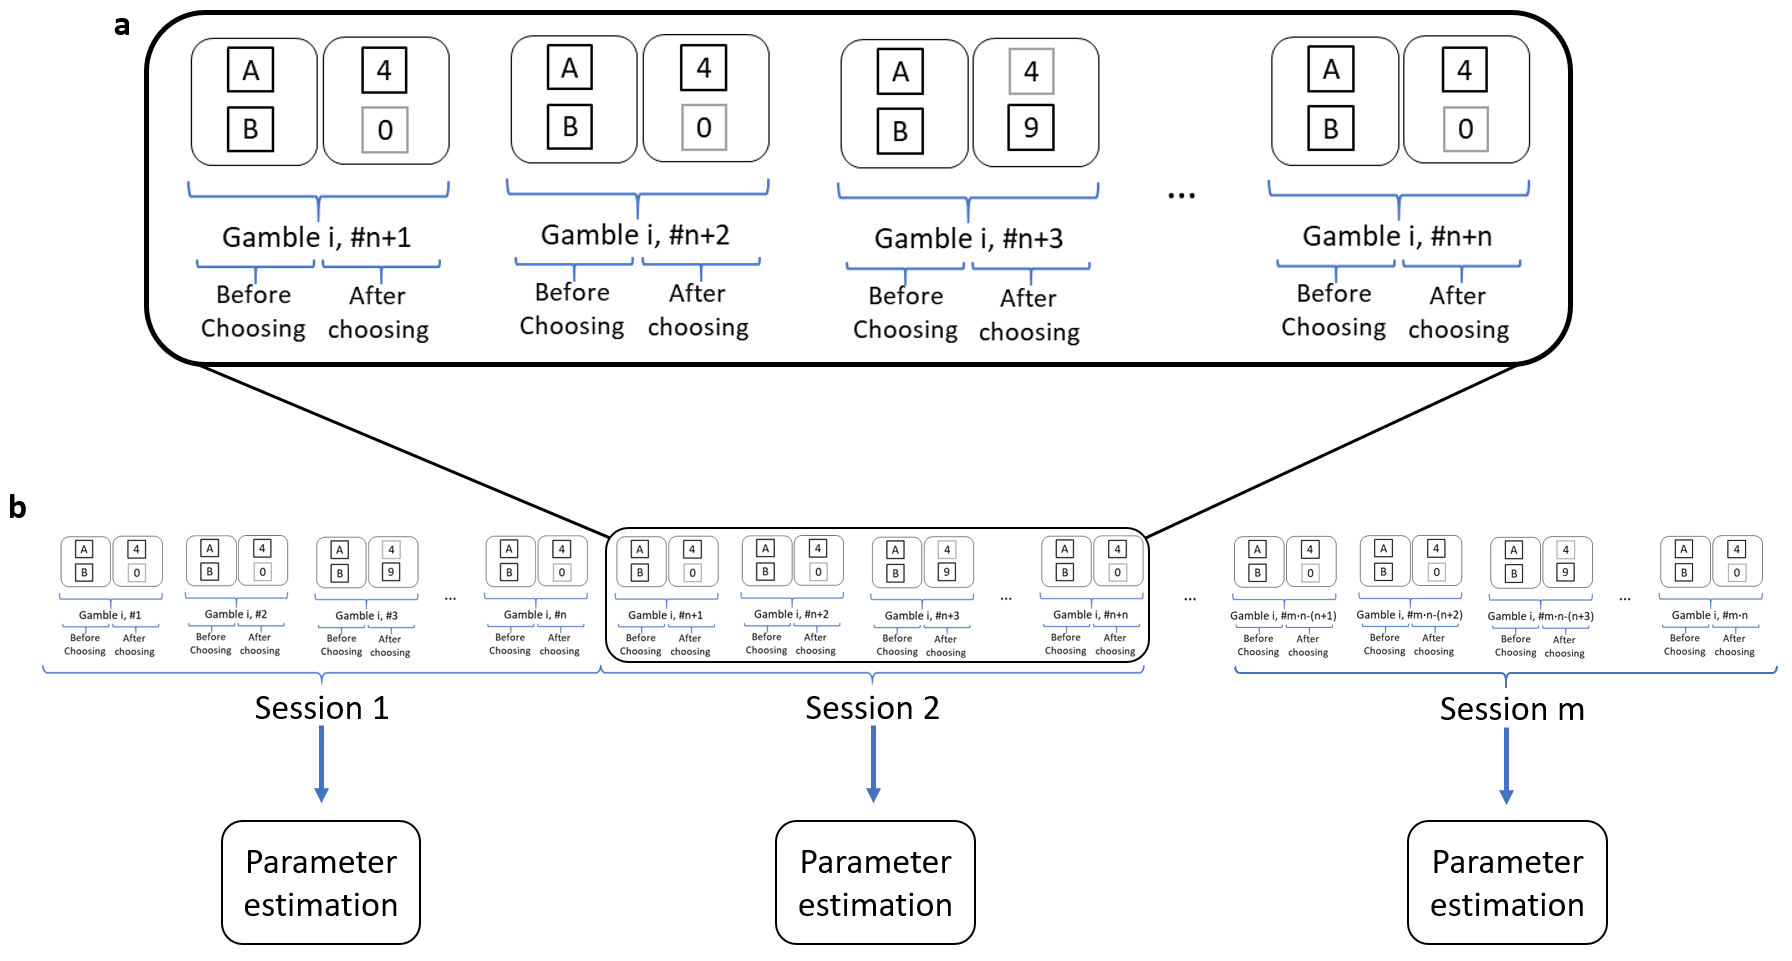 a
A 4 A 4 A 4 A 4
B 0 B 0 B 9 B 0
...
Gamble i, #n+1 Gamble i, #n+2 Gamble i, #n+3 Gamble i, #n+n
Before After Before After Before After Before After
Choosing choosing Choosing choosing Choosing choosing Choosing choosing
b
A 4 A 4 A 4 A 4 A 4 A 4 A 4 A 4 A 4 A 4 A 4 A 4
B 0 B 0 B 9 B 0 B 0 B 0 B 9 B 0 B 0 B 0 B 9 B 0
... ... ... ...
Gamble i, #1 Gamble i, #2 Gamble i, #3 Gamble i, #n Gamble i, #n+1 Gamble i, #n+2 Gamble i, #n+3 Gamble i, #n+n Gamble i, #m·n-(n+1) Gamble i, #m·n-(n+2) Gamble i, #m·n-(n+3) Gamble i, #m·n
Before After Before After Before After Before After Before After Before After Before After Before After Before After Before After Before After Before After
Choosing choosing Choosing choosing Choosing choosing Choosing choosing Choosing choosing Choosing choosing Choosing choosing Choosing choosing Choosing choosing Choosing choosing Choosing choosing Choosing choosing
Session 1 Session 2 Session m
Parameter Parameter Parameter
estimation estimation estimation